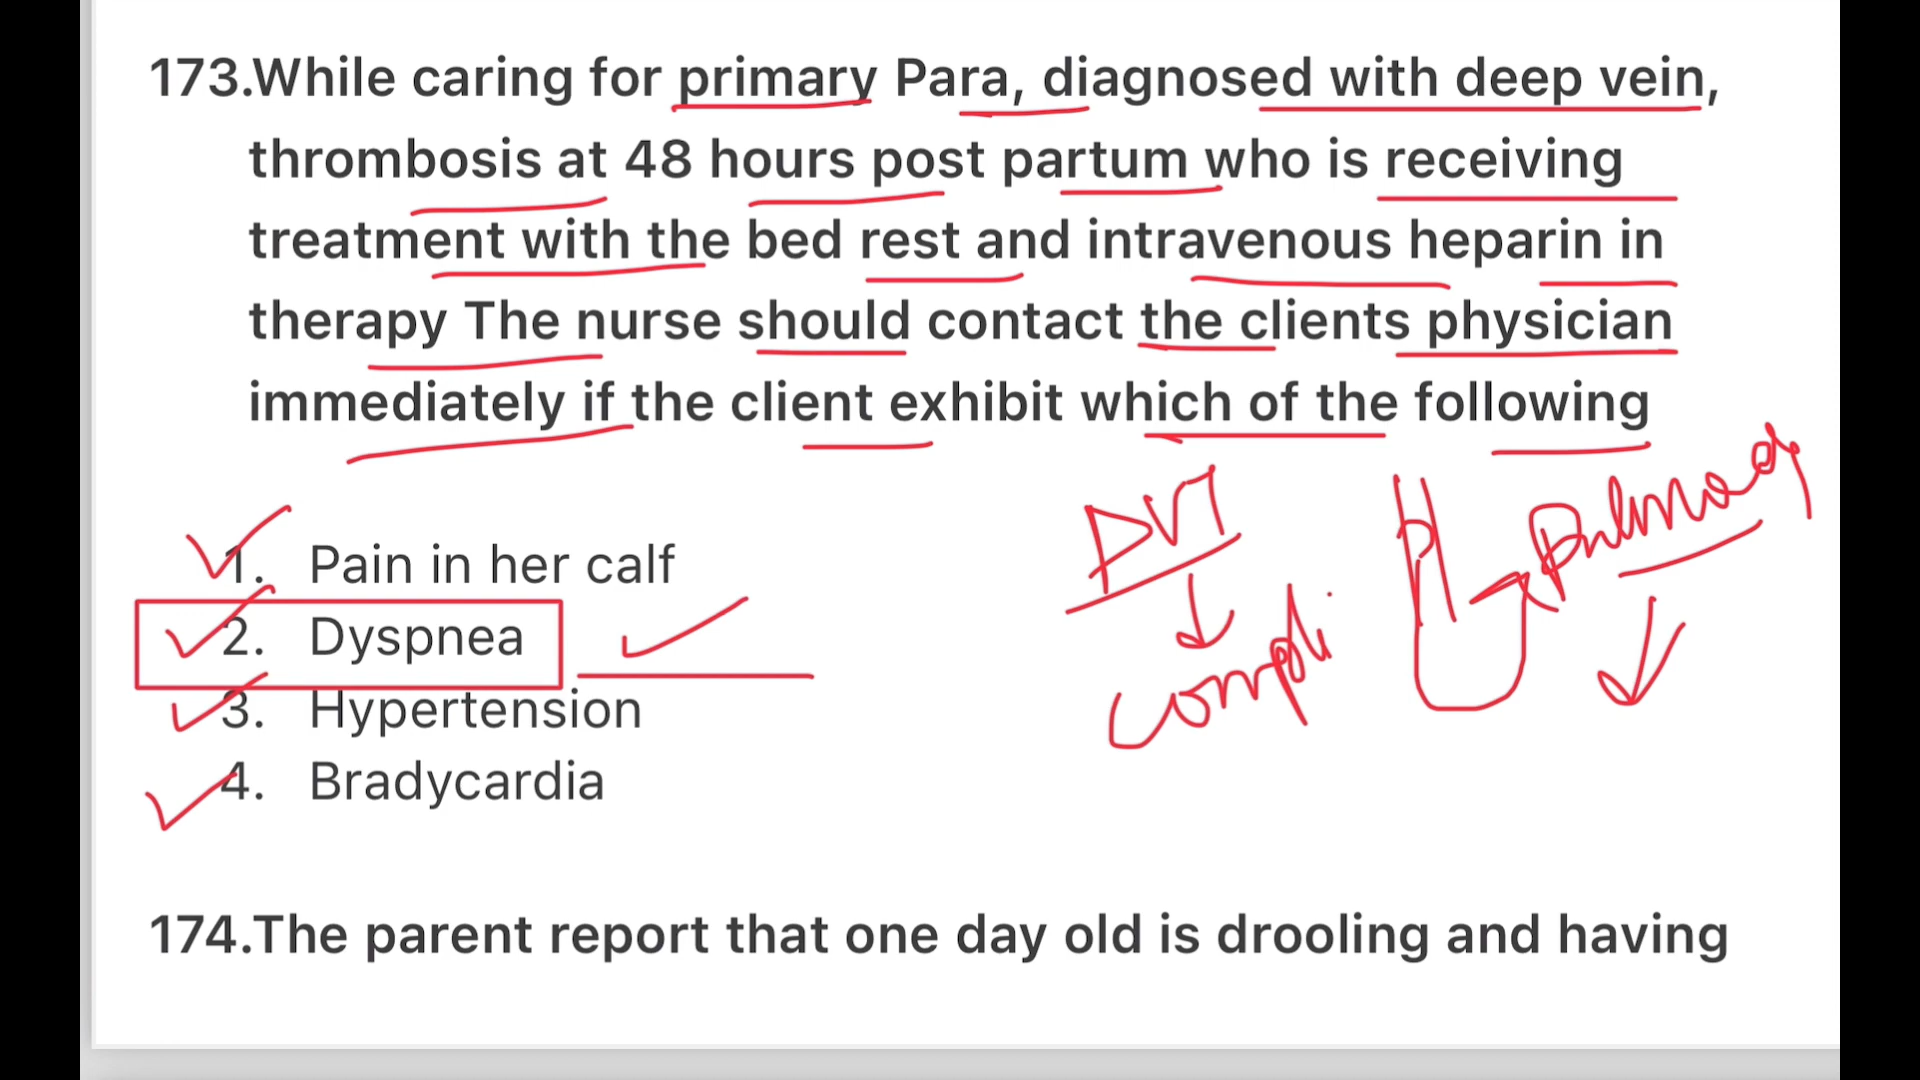 173.While caring for primary Para, diagnosed with deep vein,
thrombosis at 48 hours post partum who is receiving
treatment with the bed rest and intravenous heparin in
therapy The nurse should contact the clients physician
immediately if the client exhibit which of the following
1. Pain in her calf
2. Dyspnea
3. Hypertension
4. Bradycardia
DVT
compli
174.The parent report that one day old is drooling and having